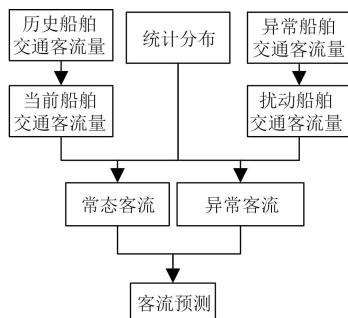 历史船舶
交通客流量
统计分布
异常船舶
交通客流量
当前船舶
交通客流量
扰动船舶
交通客流量
常态客流
异常客流
客流预测